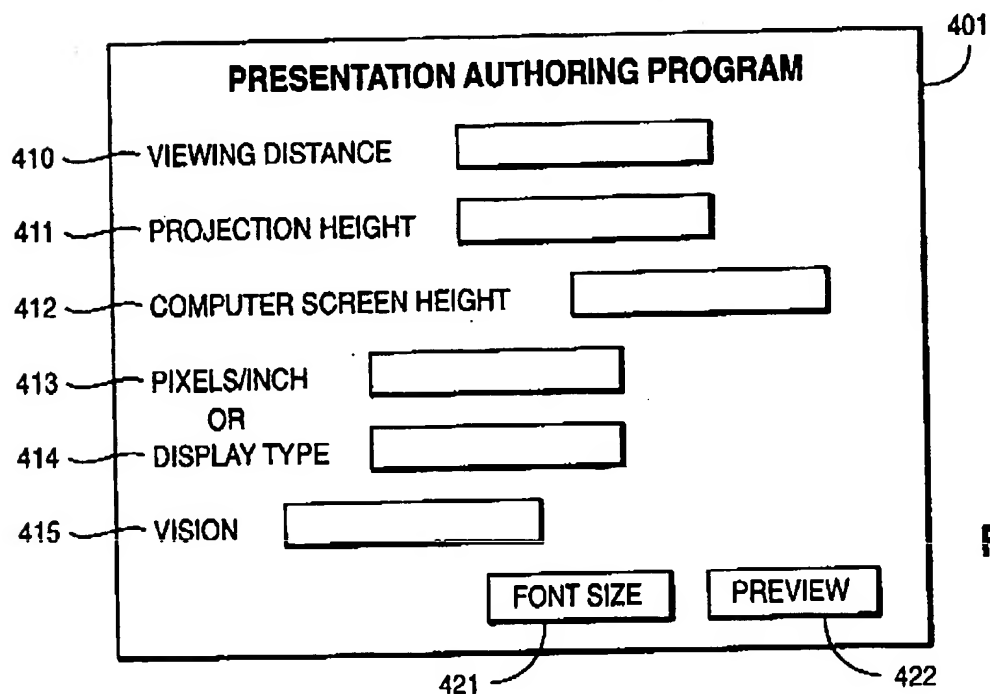 401
PRESENTATION AUTHORING PROGRAM
410 VIEWING DISTANCE
411 PROJECTION HEIGHT
412 COMPUTER SCREEN HEIGHT
413 PIXELS/INCH
OR
414 DISPLAY TYPE
415 VISION
FONT SIZE PREVIEW
421 422